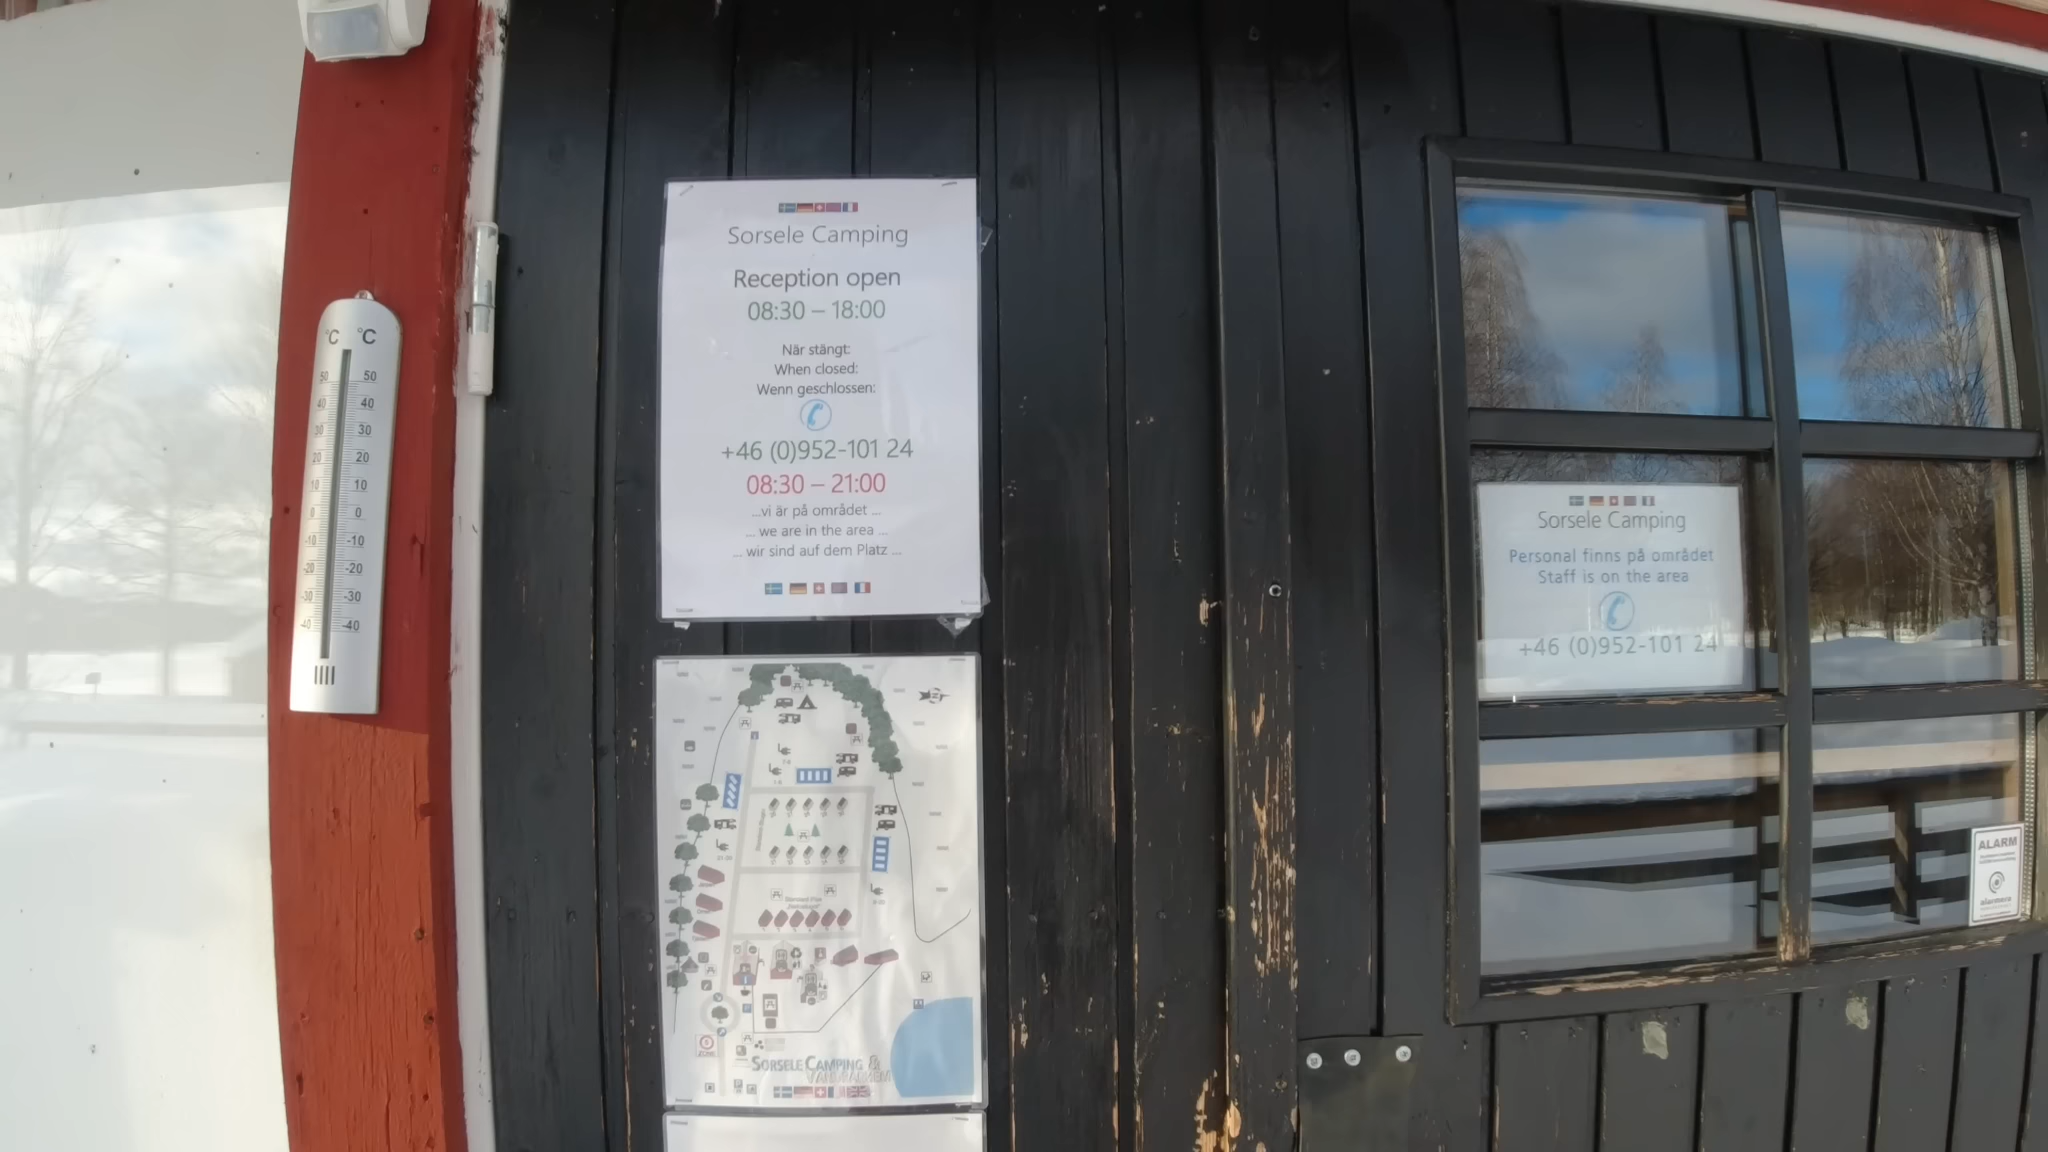 °C °C
50 50
40 40
30 30
20 20
10 10
0 0
-10 -10
-20 -20
-30 -30
-40 -40
Sorsele Camping
Reception open
08:30 – 18:00
När stängt:
When closed:
Wenn geschlossen:
+46 (0)952-101 24
08:30 – 21:00
...vi är på området ...
... we are in the area ...
... wir sind auf dem Platz ...
SORSELE CAMPING &
VANDRARHEM
ZONE
Sorsele Camping
Personal finns på området
Staff is on the area
+46 (0)952-101 24
ALARM